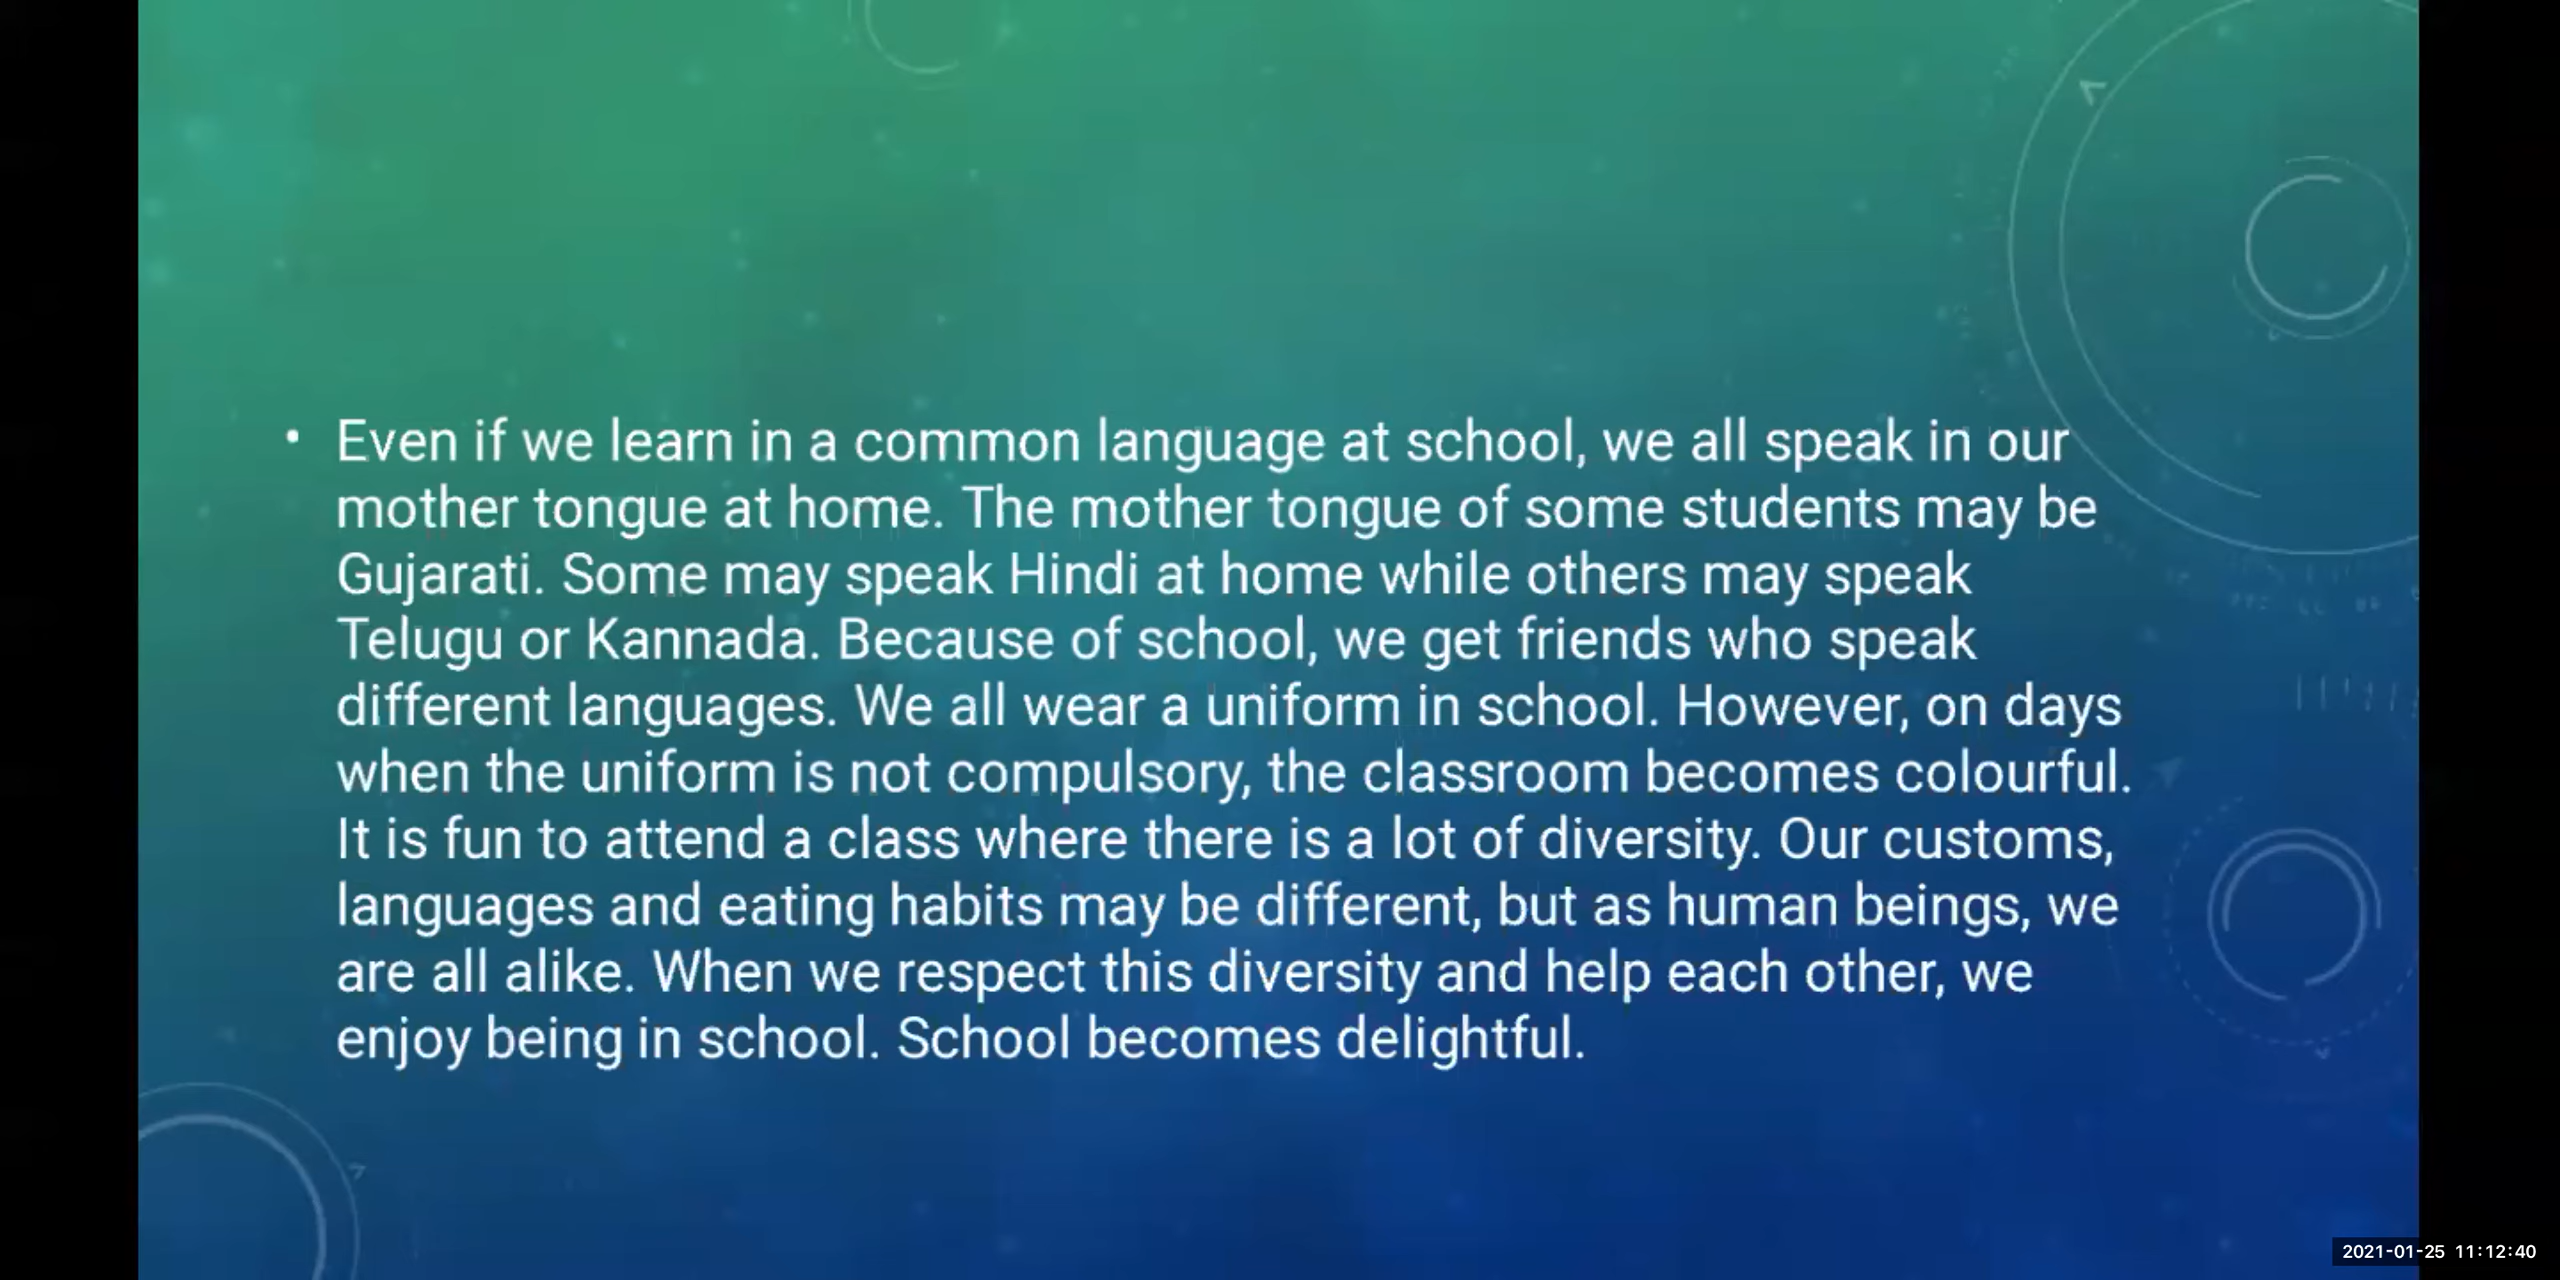 • Even if we learn in a common language at school, we all speak in our
mother tongue at home. The mother tongue of some students may be
Gujarati. Some may speak Hindi at home while others may speak
Telugu or Kannada. Because of school, we get friends who speak
different languages. We all wear a uniform in school. However, on days
when the uniform is not compulsory, the classroom becomes colourful.
It is fun to attend a class where there is a lot of diversity. Our customs,
languages and eating habits may be different, but as human beings, we
are all alike. When we respect this diversity and help each other, we
enjoy being in school. School becomes delightful.
2021-01-25 11:12:40